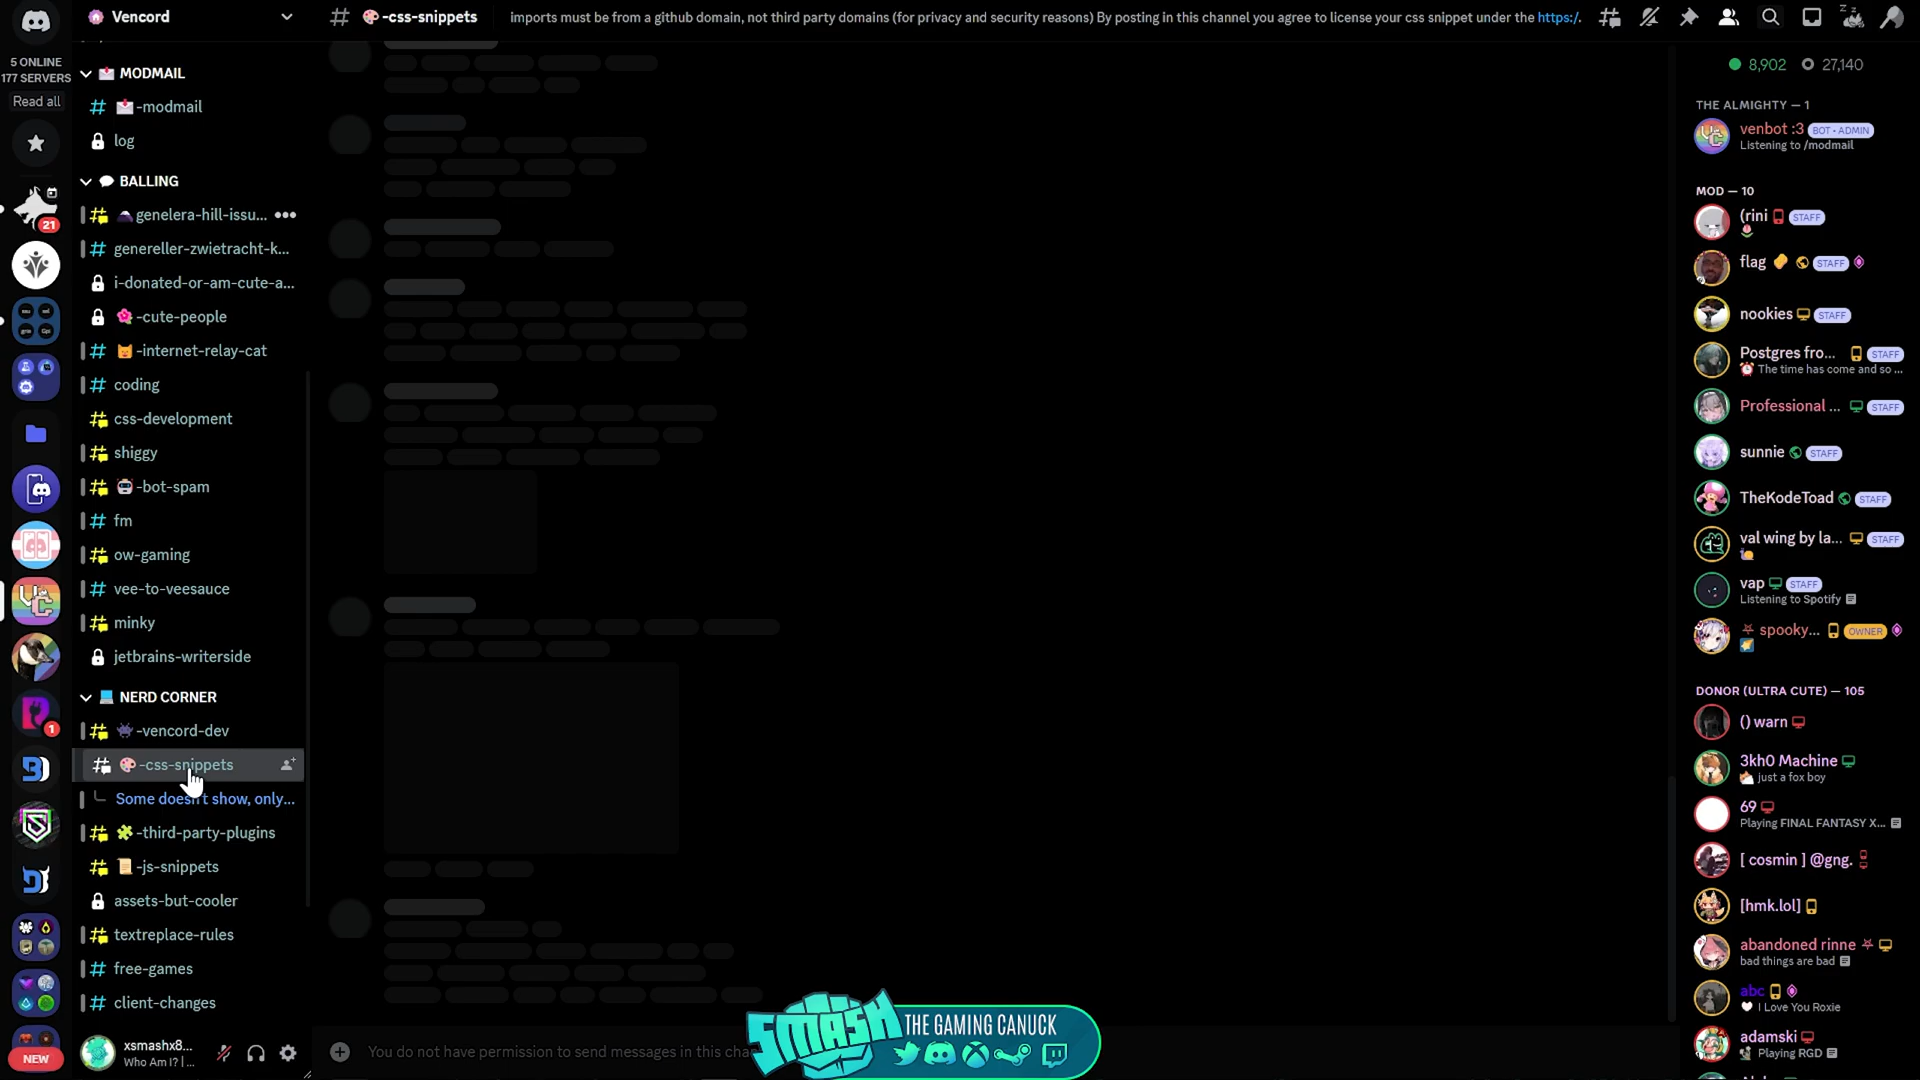 5 ONLINE
177 SERVERS
Read all
21
1
NEW
Vencord
MODMAIL
-modmail
log
BALLING
genelera-hill-issu...
genereller-zwietracht-k...
i-donated-or-am-cute-a...
-cute-people
-internet-relay-cat
coding
css-development
shiggy
-bot-spam
fm
ow-gaming
vee-to-veesauce
minky
jetbrains-writerside
NERD CORNER
-vencord-dev
-css-snippets
Some doesn't show, only...
-third-party-plugins
-js-snippets
assets-but-cooler
textreplace-rules
free-games
client-changes
xsmashx8...
Who Am I? | ...
-css-snippets
imports must be from a github domain, not third party domains (for privacy and security reasons) By posting in this channel you agree to license your css snippet under the https:/.
You do not have permission to send messages in this chan
SMASH
THE GAMING CANUCK
8,902 27,140
THE ALMIGHTY — 1
venbot :3 BOT • ADMIN
Listening to /modmail
MOD — 10
(rini STAFF
flag STAFF
nookies STAFF
Postgres fro... STAFF
The time has come and so ...
Professional ... STAFF
sunnie STAFF
TheKodeToad STAFF
val wing by la... STAFF
vap STAFF
Listening to Spotify
spooky... OWNER
DONOR (ULTRA CUTE) — 105
() warn
3kh0 Machine
just a fox boy
69
Playing FINAL FANTASY X...
[ cosmin ] @gng.
[hmk.lol]
abandoned rinne
bad things are bad
abc
I Love You Roxie
adamski
Playing RGD